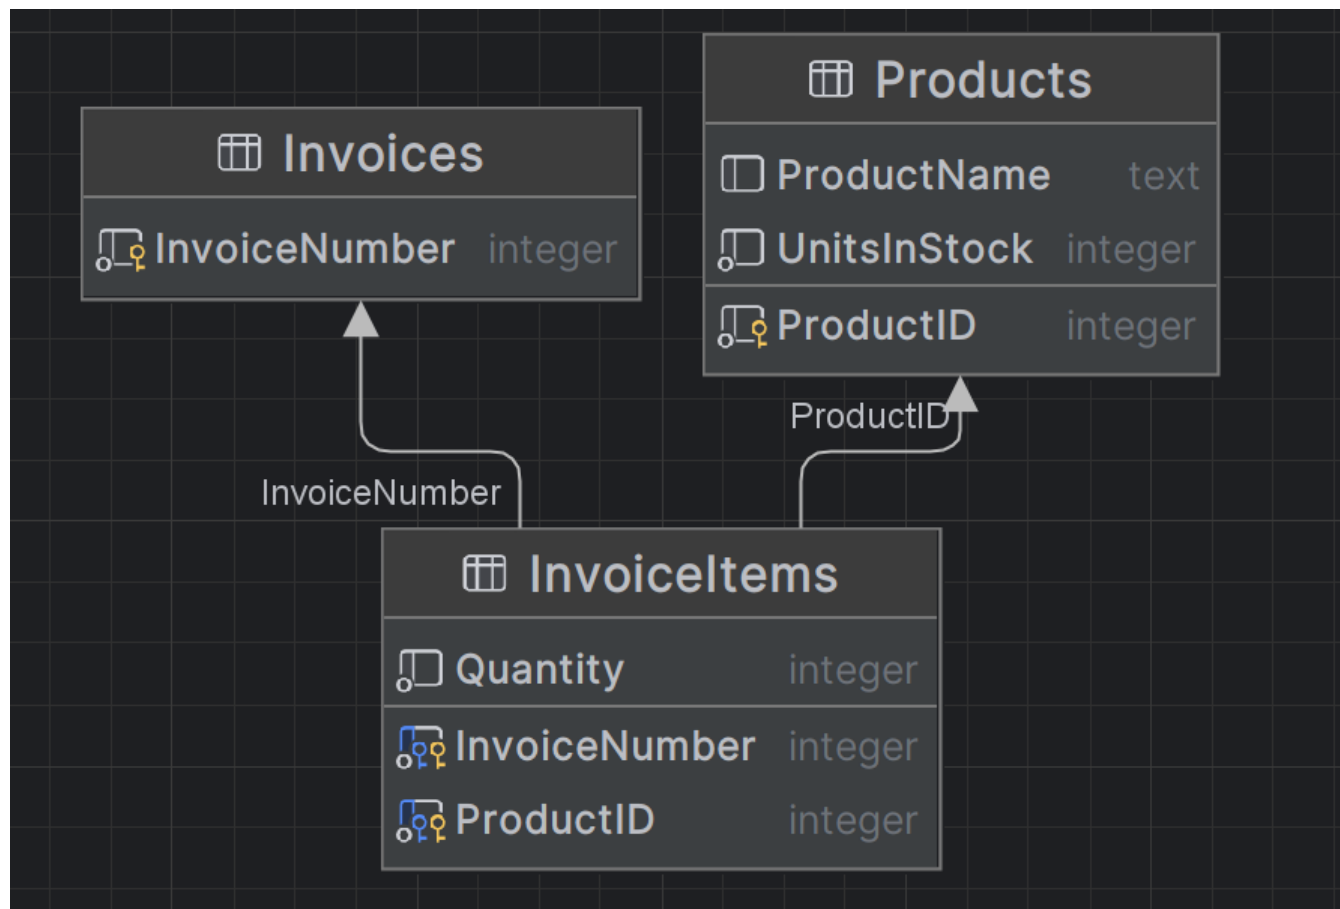 Invoices
InvoiceNumber integer
Products
ProductName text
UnitsInStock integer
ProductID integer
InvoiceNumber
ProductID
InvoiceItems
Quantity integer
InvoiceNumber integer
ProductID integer